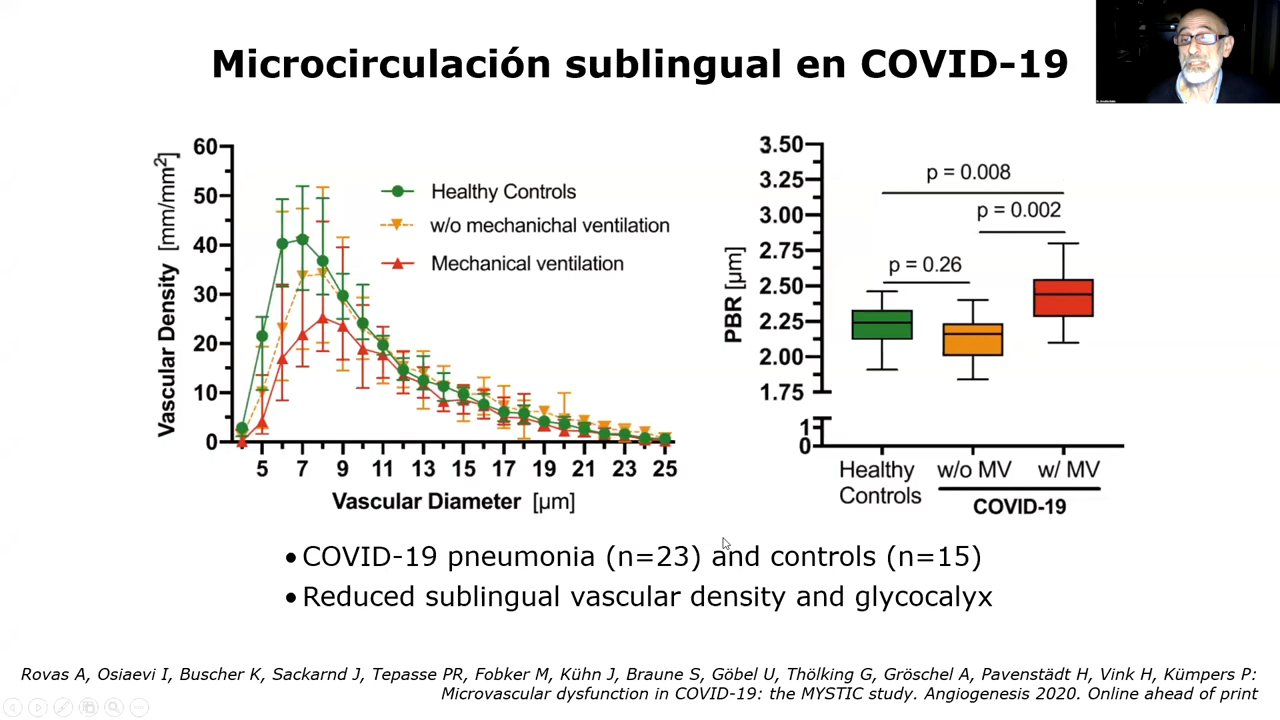 Microcirculación sublingual en COVID-19
60
50
40
30
20
10
0
Vascular Density [mm/mm²]
Healthy Controls
w/o mechanichal ventilation
Mechanical ventilation
5 7 9 11 13 15 17 19 21 23 25
Vascular Diameter [µm]
3.50
3.25
3.00
2.75
2.50
2.25
2.00
1.75
1
0
PBR [µm]
p = 0.008
p = 0.002
p = 0.26
Healthy Controls
w/o MV
w/ MV
COVID-19
• COVID-19 pneumonia (n=23) and controls (n=15)
• Reduced sublingual vascular density and glycocalyx
Rovas A, Osiaevi I, Buscher K, Sackarnd J, Tepasse PR, Fobker M, Kühn J, Braune S, Göbel U, Thölking G, Gröschel A, Pavenstädt H, Vink H, Kümpers P:
Microvascular dysfunction in COVID-19: the MYSTIC study. Angiogenesis 2020. Online ahead of print